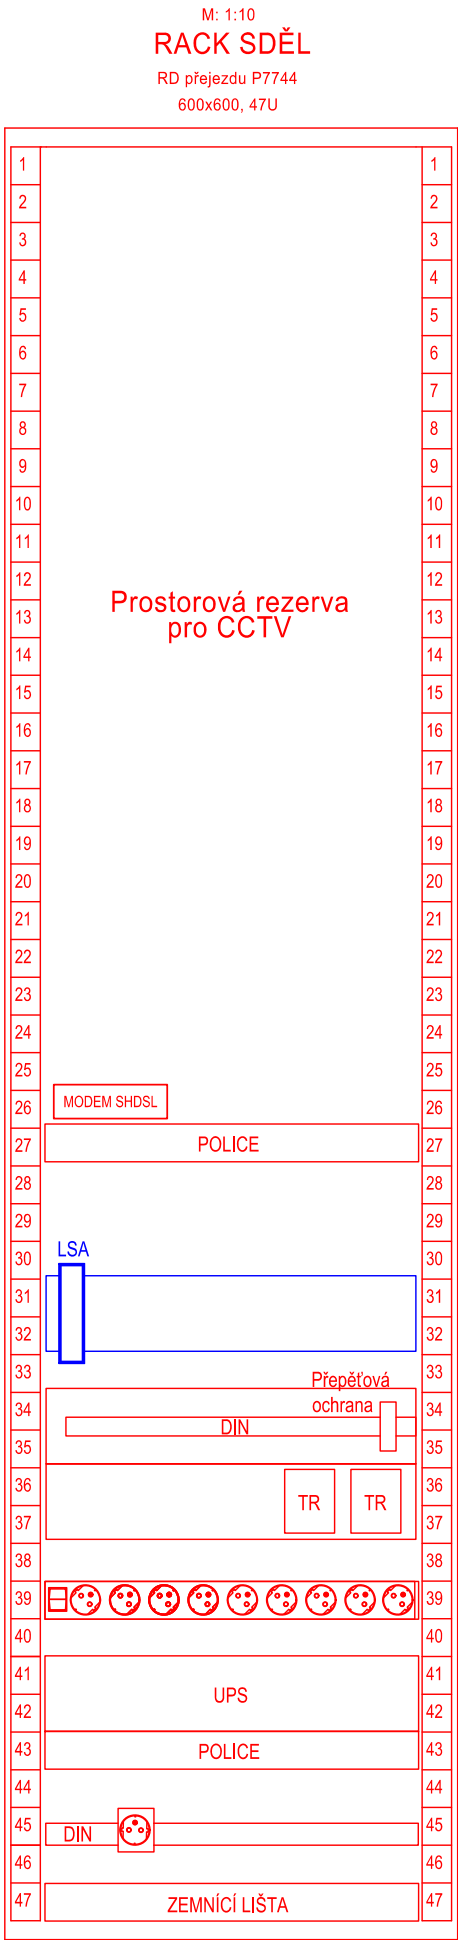 M: 1:10
RACK SDĚL
RD přejezdu P7744
600x600, 47U
1 1
2 2
3 3
4 4
5 5
6 6
7 7
8 8
9 9
10 10
11 11
12 12
Prostorová rezerva
13 13
pro CCTV
14 14
15 15
16 16
17 17
18 18
19 19
20 20
21 21
22 22
23 23
24 24
25 25
26 MODEM SHDSL 26
27 POLICE 27
28 28
29 29
LSA
30 30
31 31
32 32
33 33
Přepěťová
34 ochrana 34
DIN
35 35
36 36
TR TR
37 37
38 38
39 39
40 40
41 41
UPS
42 42
43 POLICE 43
44 44
45 45
DIN
46 46
47 ZEMNÍCÍ LIŠTA 47